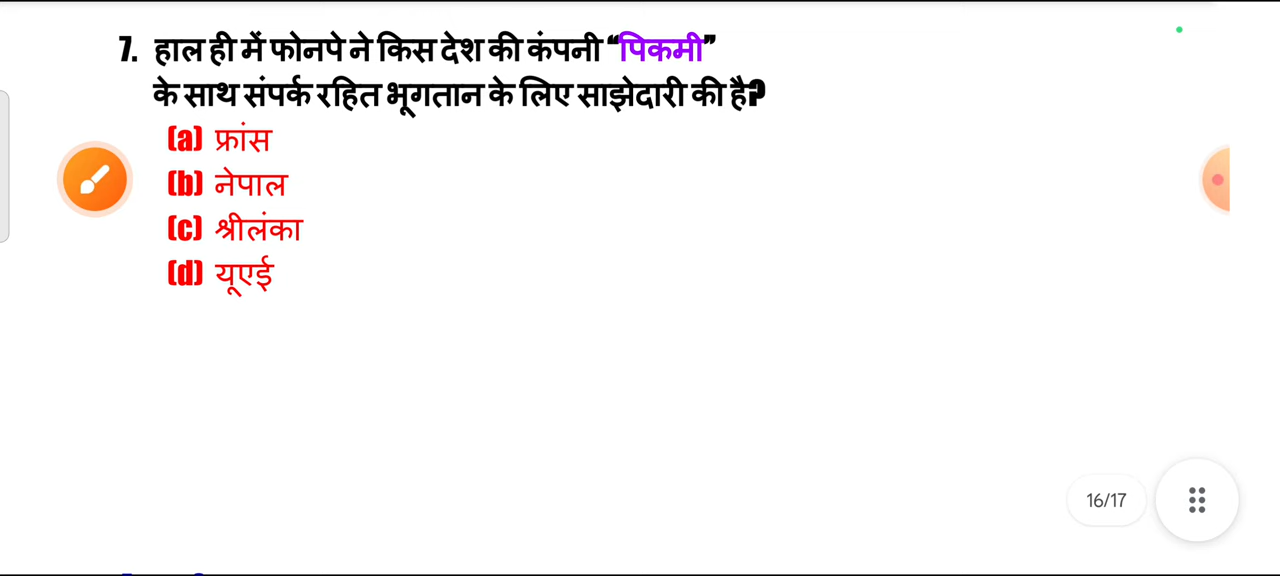 7. हाल ही में फोनपे ने किस देश की कंपनी “पिकमी”
के साथ संपर्क रहित भूगतान के लिए साझेदारी की है?
(a) फ्रांस
(b) नेपाल
(c) श्रीलंका
(d) यूएई
16/17